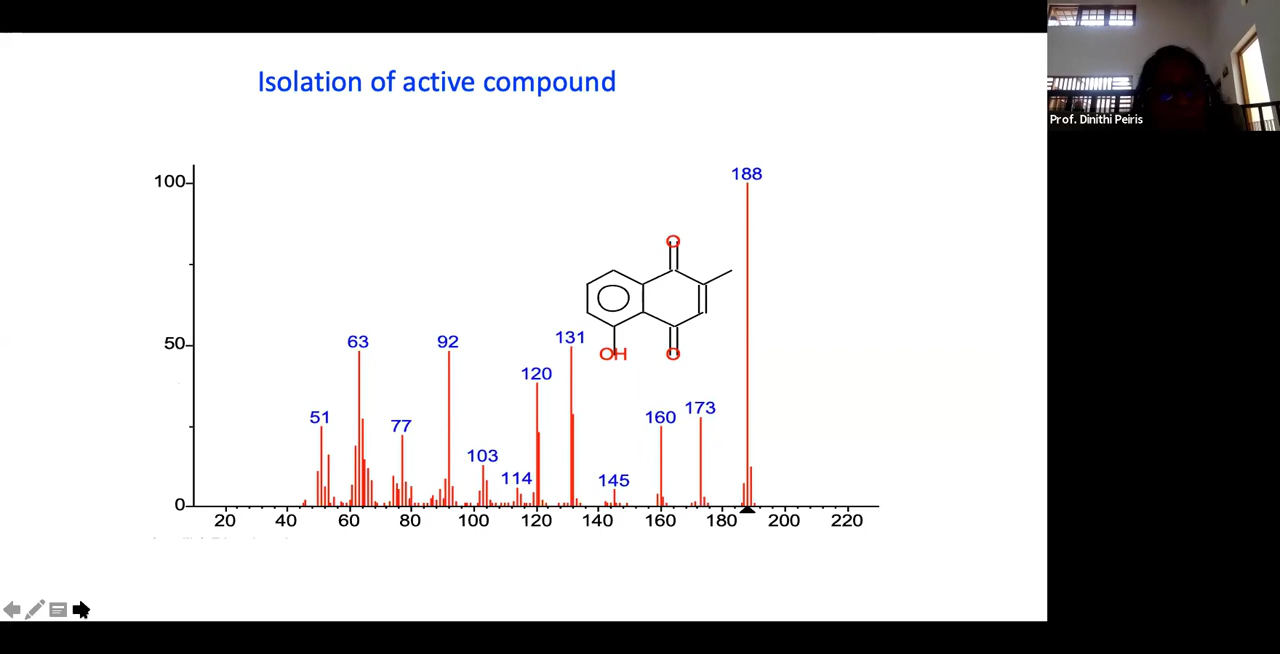 Isolation of active compound
Prof. Dinithi Peiris
100
188
O
63
92
131
50
OH
O
120
51
77
160
173
103
114
145
0
20 40 60 80 100 120 140 160 180 200 220